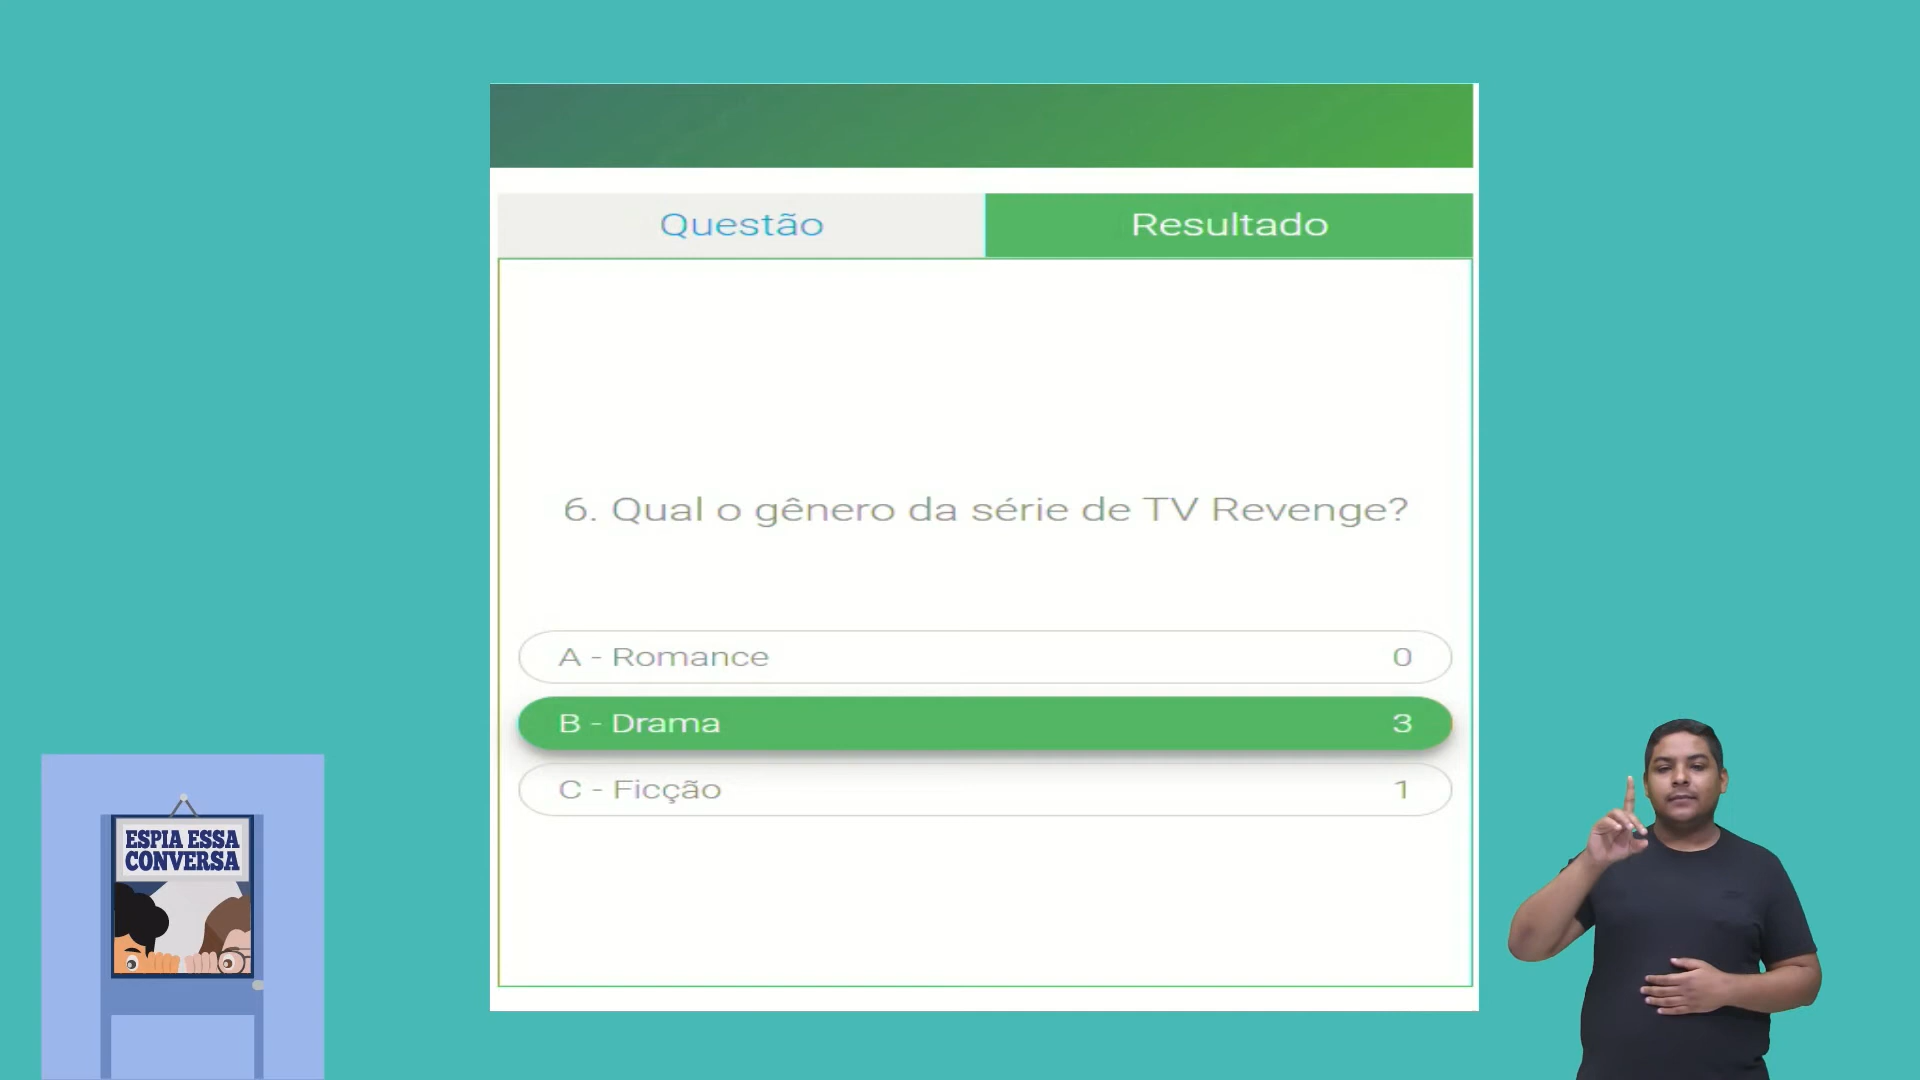 Questão
Resultado
6. Qual o gênero da série de TV Revenge?
A - Romance 0
B - Drama 3
C - Ficção 1
ESPIA ESSA
CONVERSA